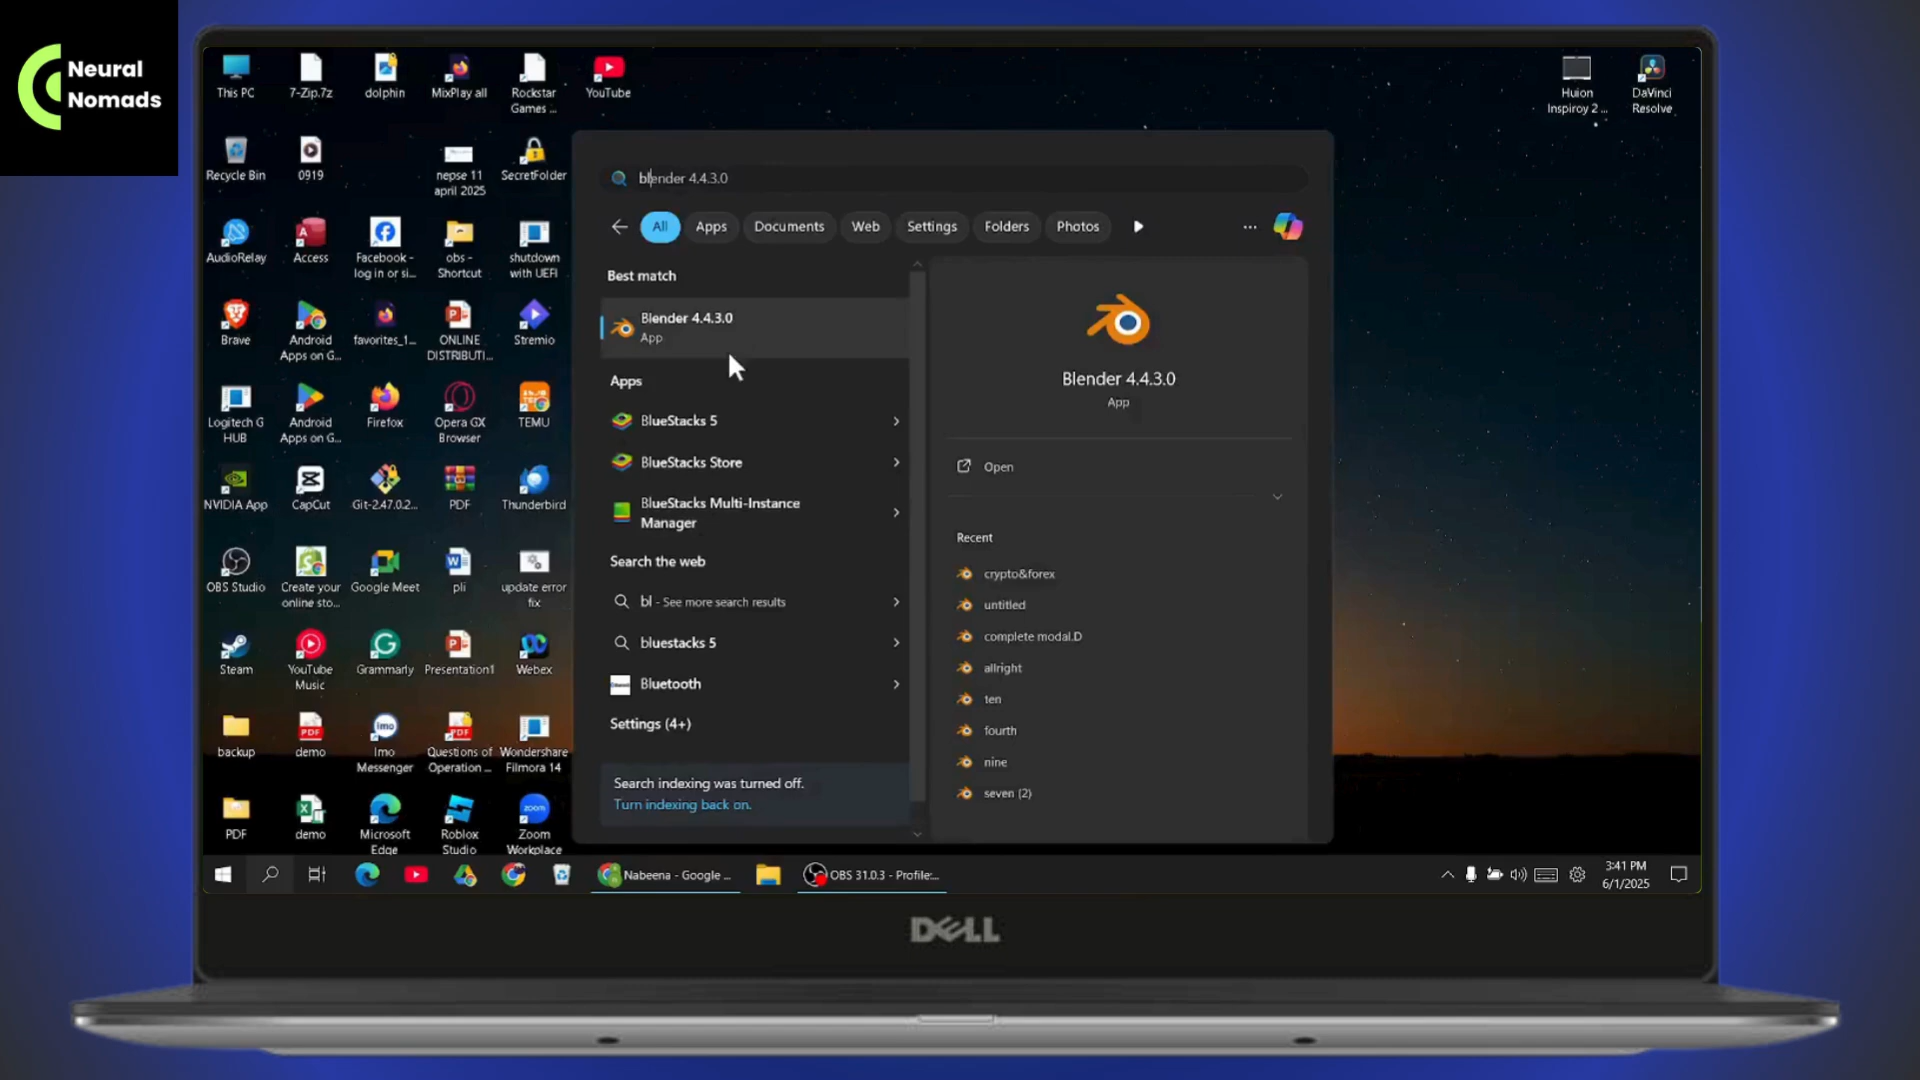 Neural
Nomads
This PC
7-Zip.7z
dolphin
MixPlay all
Rockstar
Games ...
YouTube
Huion
Inspiroy 2 ...
DaVinci
Resolve
Recycle Bin
0919
nepse 11
april 2025
SecretFolder
AudioRelay
Access
Facebook -
log in or si...
obs -
Shortcut
shutdown
with UEFI
Brave
Android
Apps on G...
favorites_1...
ONLINE
DISTRIBUTI...
Stremio
Logitech G
HUB
Android
Apps on G...
Firefox
Opera GX
Browser
TEMU
NVIDIA App
CapCut
Git-2.47.0.2...
PDF
Thunderbird
OBS Studio
Create your
online sto...
Google Meet
pli
update error
fix
Steam
YouTube
Music
Grammarly
Presentation1
Webex
backup
demo
Imo
Messenger
Questions of
Operation ...
Wondershare
Filmora 14
PDF
demo
Microsoft
Edge
Roblox
Studio
Zoom
Workplace
blender 4.4.3.0
All
Apps
Documents
Web
Settings
Folders
Photos
...
Best match
Blender 4.4.3.0
App
Apps
BlueStacks 5
BlueStacks Store
BlueStacks Multi-Instance
Manager
Search the web
bl - See more search results
bluestacks 5
Bluetooth
Settings (4+)
Search indexing was turned off.
Turn indexing back on.
Blender 4.4.3.0
App
Open
Recent
crypto&forex
untitled
complete modal.D
allright
ten
fourth
nine
seven (2)
Nabeena - Google ...
OBS 31.0.3 - Profile:...
3:41 PM
6/1/2025
DELL